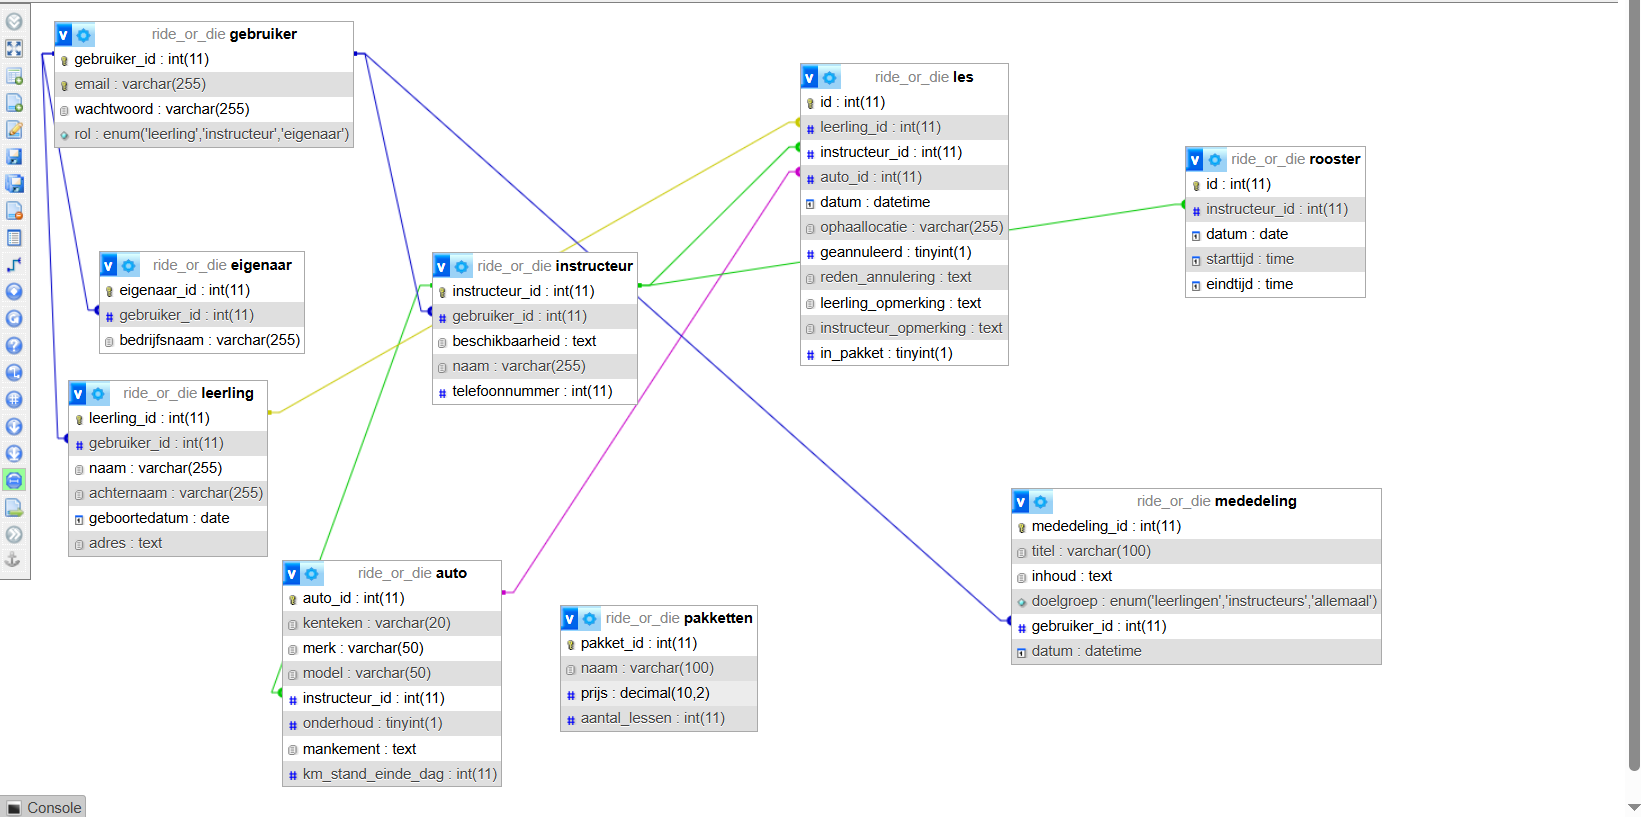 ride_or_die gebruiker
gebruiker_id : int(11)
email : varchar(255)
wachtwoord : varchar(255)
rol : enum('leerling','instructeur','eigenaar')
ride_or_die eigenaar
eigenaar_id : int(11)
gebruiker_id : int(11)
bedrijfsnaam : varchar(255)
ride_or_die leerling
leerling_id : int(11)
gebruiker_id : int(11)
naam : varchar(255)
achternaam : varchar(255)
geboortedatum : date
adres : text
ride_or_die instructeur
instructeur_id : int(11)
gebruiker_id : int(11)
beschikbaarheid : text
naam : varchar(255)
telefoonnummer : int(11)
ride_or_die auto
auto_id : int(11)
kenteken : varchar(20)
merk : varchar(50)
model : varchar(50)
instructeur_id : int(11)
onderhoud : tinyint(1)
mankement : text
km_stand_einde_dag : int(11)
ride_or_die pakketten
pakket_id : int(11)
naam : varchar(100)
prijs : decimal(10,2)
aantal_lessen : int(11)
ride_or_die les
id : int(11)
leerling_id : int(11)
instructeur_id : int(11)
auto_id : int(11)
datum : datetime
ophaallocatie : varchar(255)
geannuleerd : tinyint(1)
reden_annulering : text
leerling_opmerking : text
instructeur_opmerking : text
in_pakket : tinyint(1)
ride_or_die rooster
id : int(11)
instructeur_id : int(11)
datum : date
starttijd : time
eindtijd : time
ride_or_die mededeling
mededeling_id : int(11)
titel : varchar(100)
inhoud : text
doelgroep : enum('leerlingen','instructeurs','allemaal')
gebruiker_id : int(11)
datum : datetime
Console